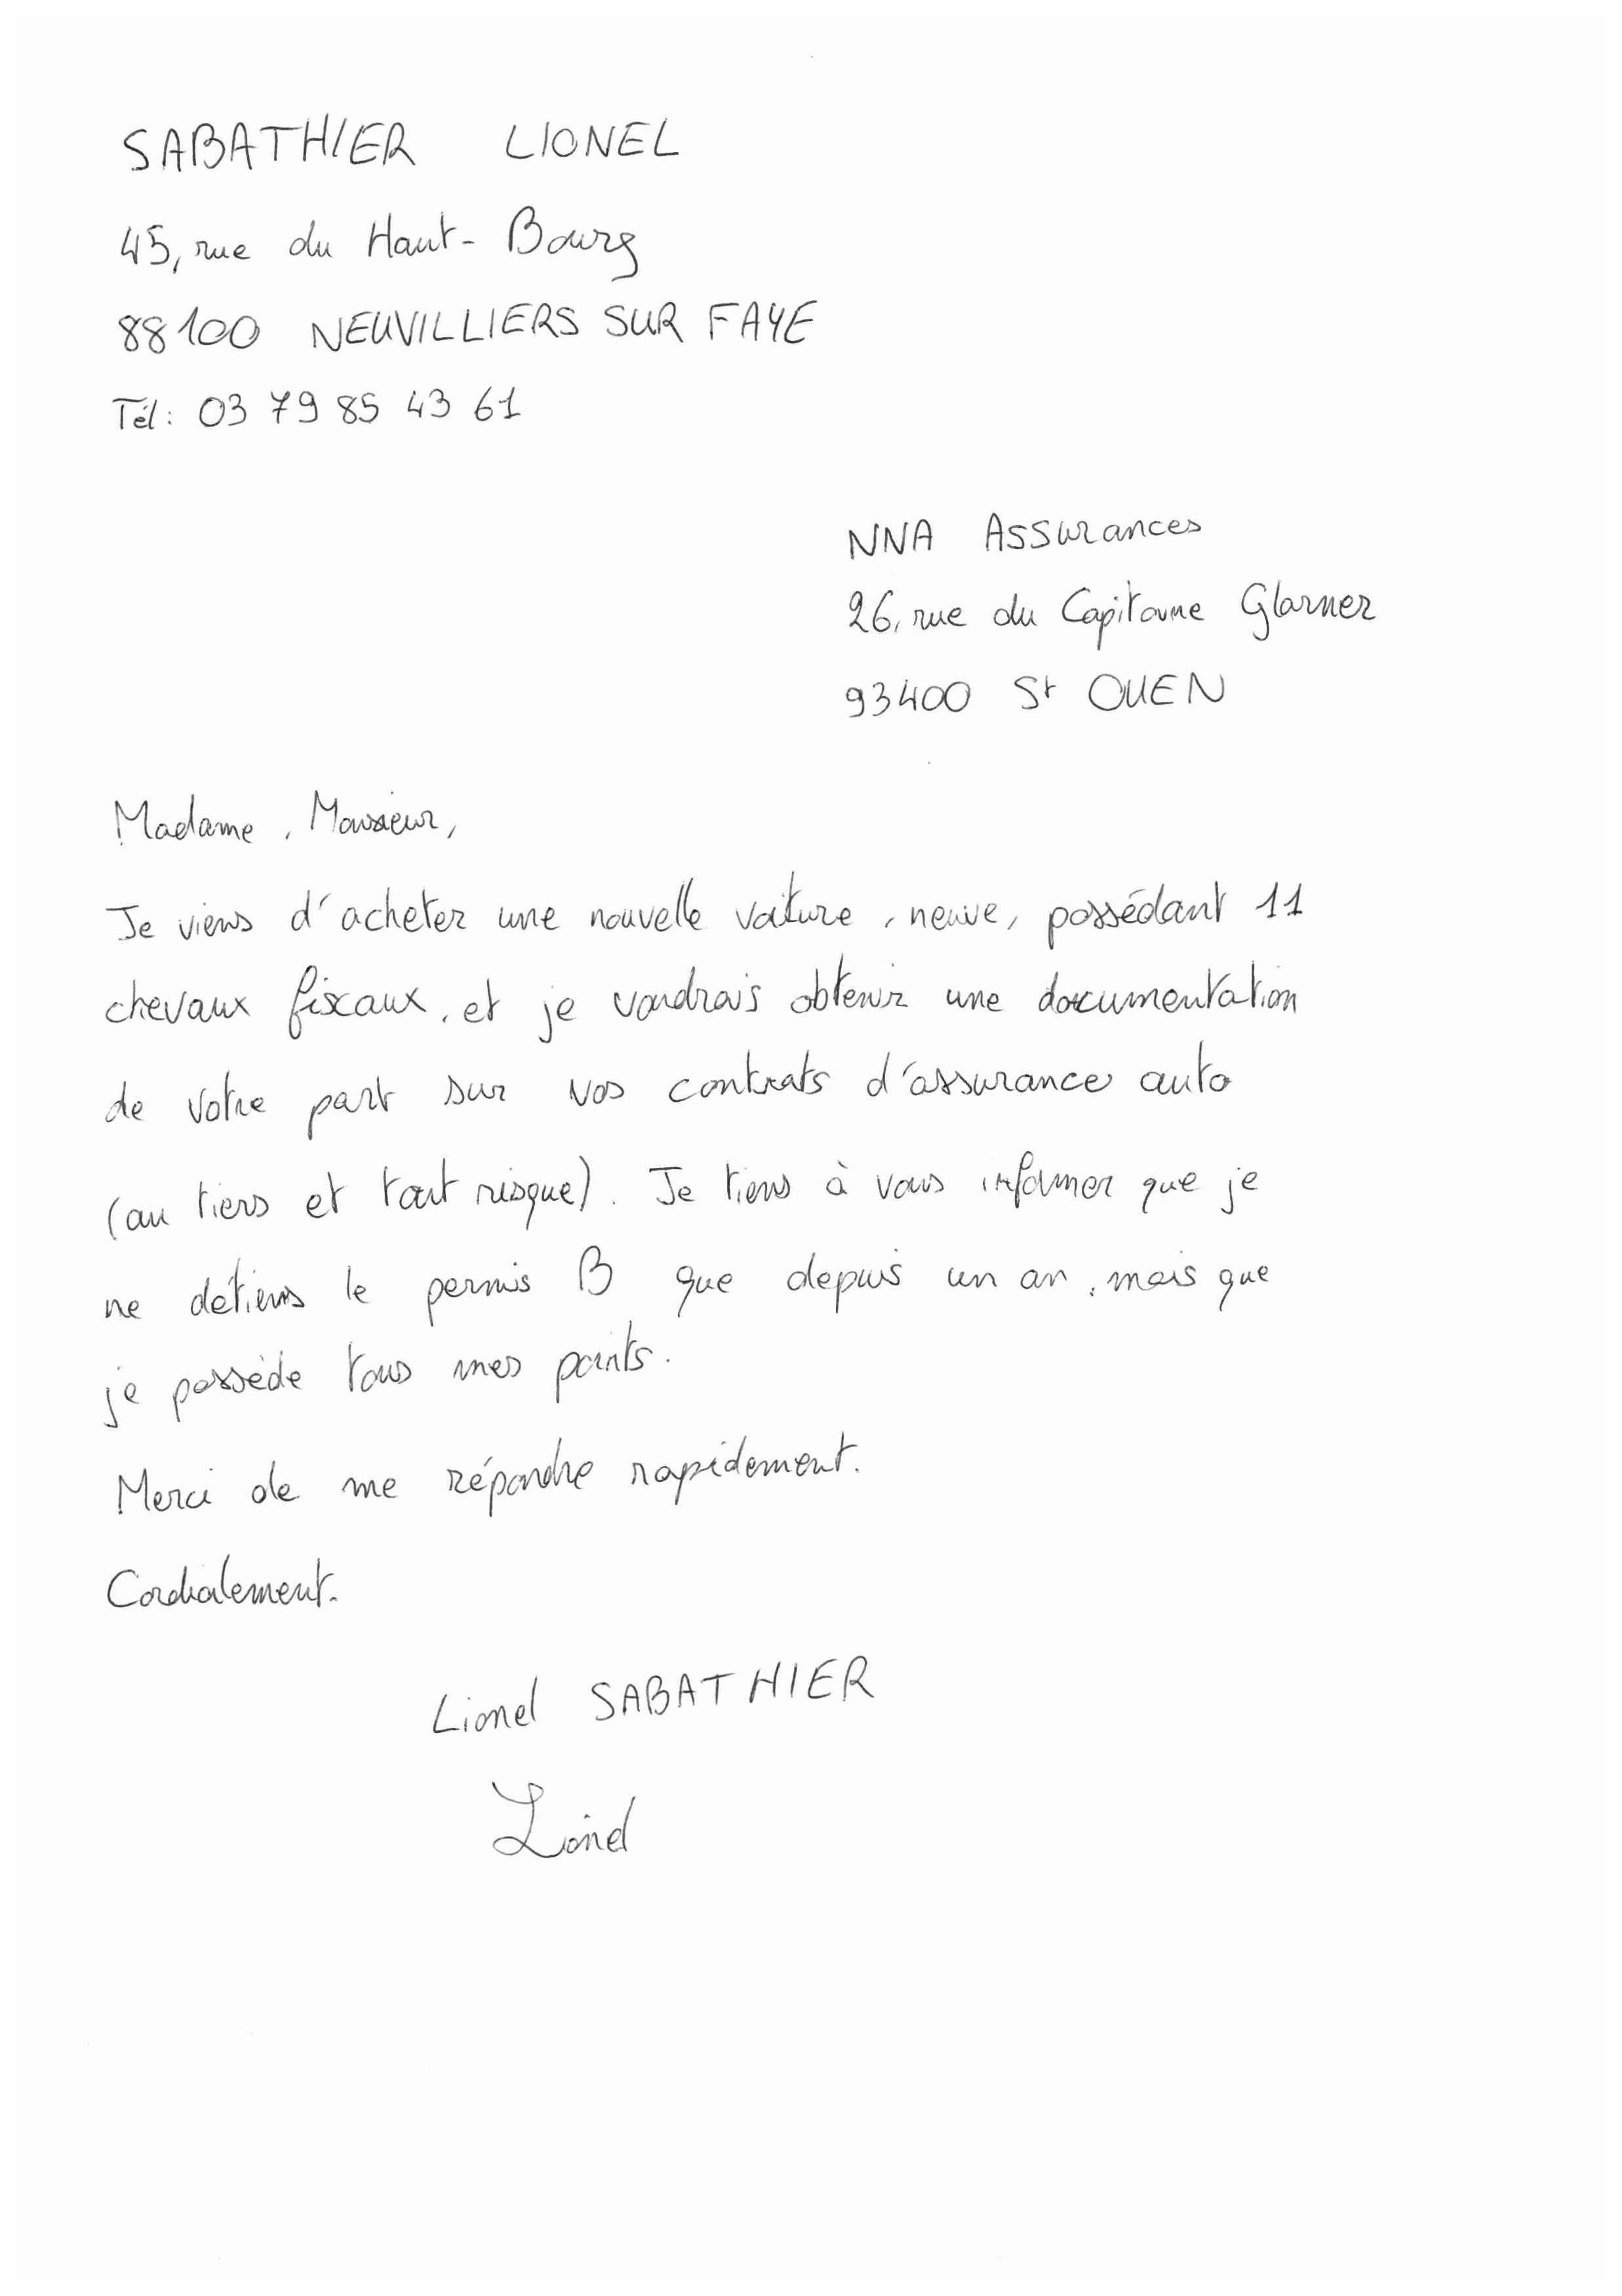 SABATHIER LIONEL
45, rue du Haut-Bourg
88100 NEUVILLIERS SUR FAYE
Tél: 03 79 85 43 61
NNA Assurances
26, rue du Capitaine Glarner
93400 St OUEN
Madame, Monsieur,
Je viens d'acheter une nouvelle voiture, neuve, possédant 11
chevaux fiscaux, et je voudrais obtenir une documentation
de votre part sur vos contrats d'assurance auto
(au tiers et tout risque). Je tiens à vous informer que je
ne détiens le permis B que depuis un an, mais que
je possède tous mes points.
Merci de me répondre rapidement.
Cordialement.
Lionel SABATHIER
Lionel